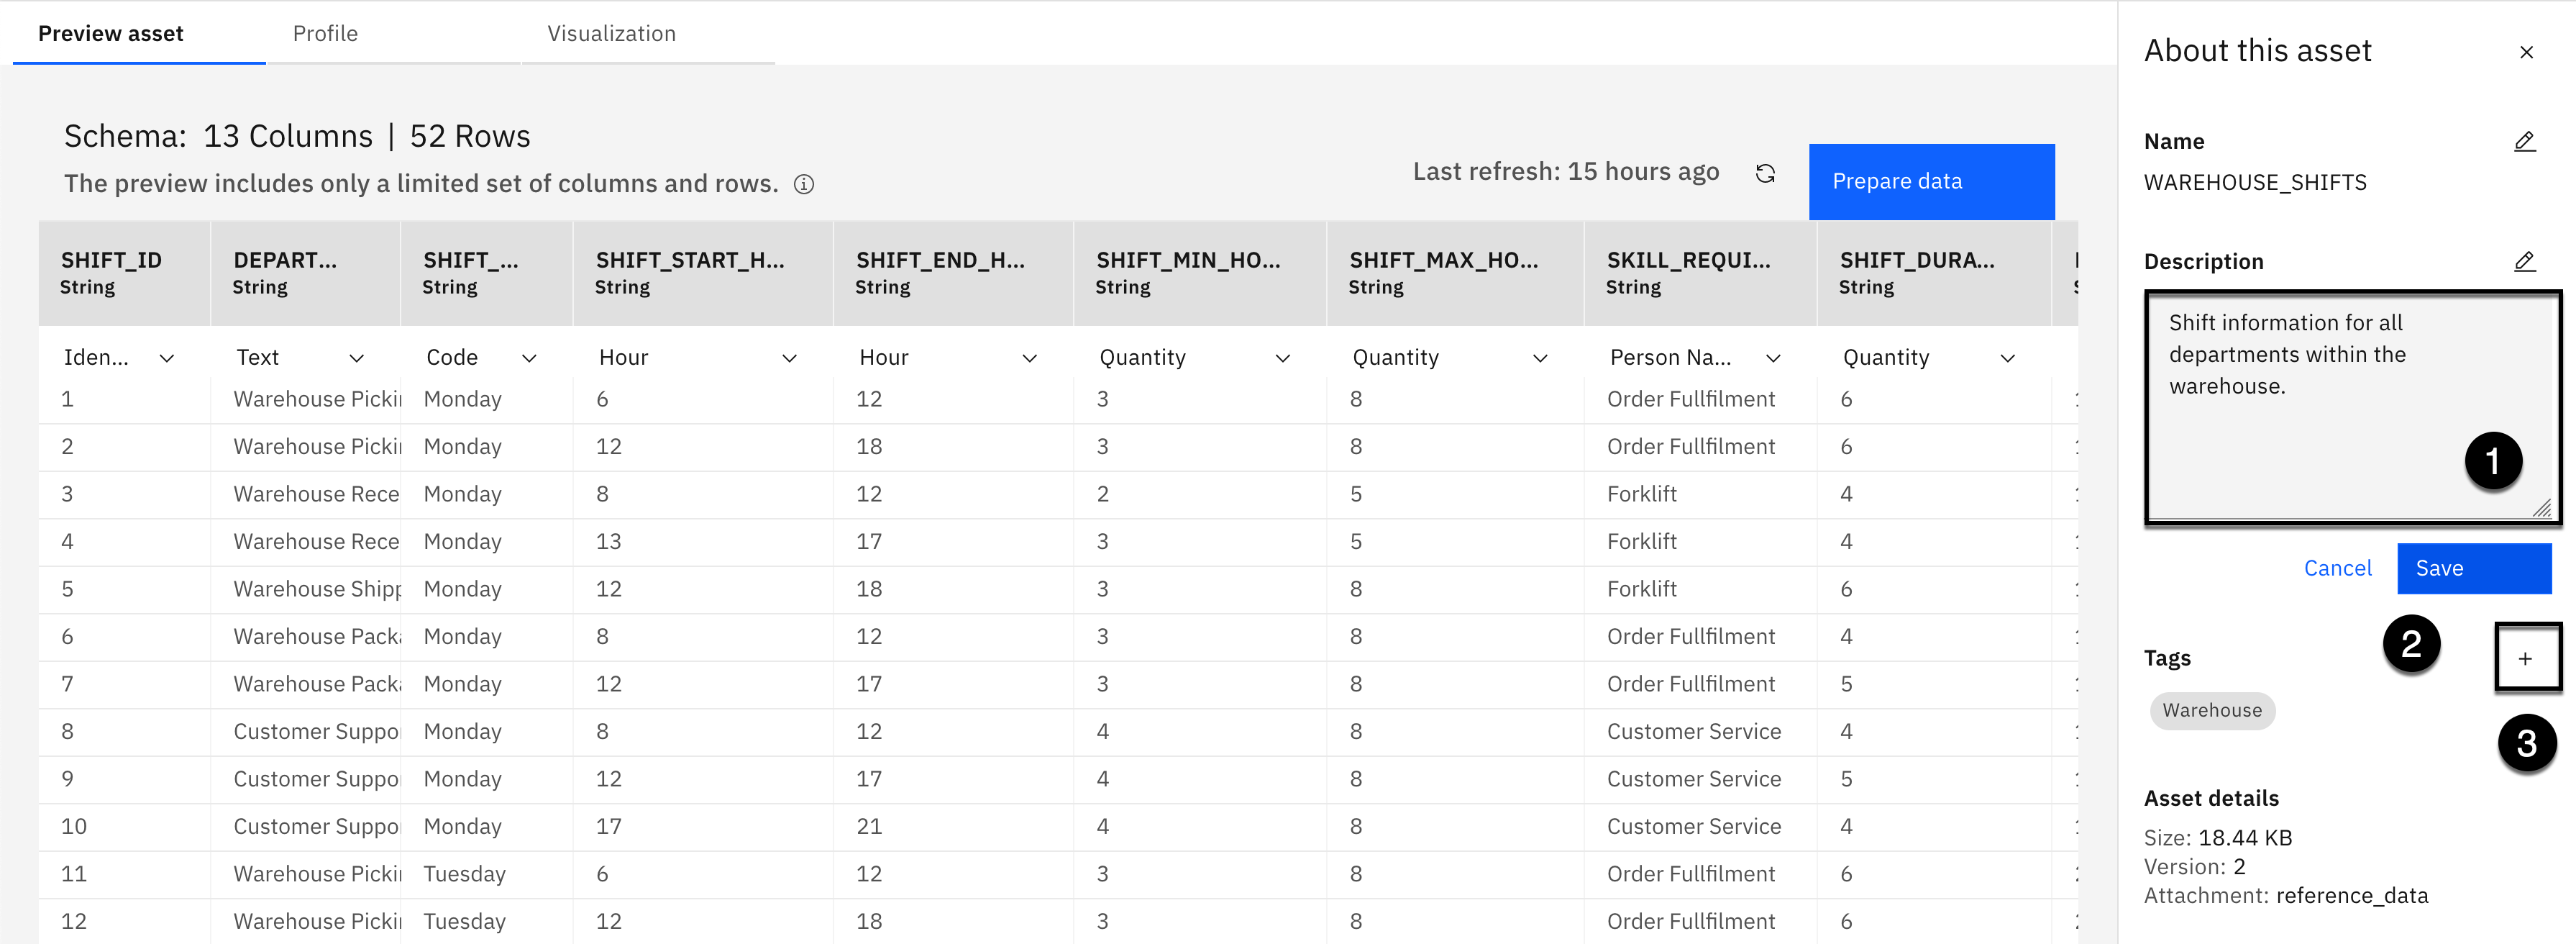 Preview asset Profile Visualization
Schema: 13 Columns | 52 Rows
The preview includes only a limited set of columns and rows.
Last refresh: 15 hours ago
Prepare data
SHIFT_ID DEPART... SHIFT_... SHIFT_START_H... SHIFT_END_H... SHIFT_MIN_HO... SHIFT_MAX_HO... SKILL_REQUI... SHIFT_DURA...
String String String String String String String String String
Iden... Text Code Hour Hour Quantity Quantity Person Na... Quantity
1 Warehouse Pickin Monday 6 12 3 8 Order Fullfilment 6
2 Warehouse Pickin Monday 12 18 3 8 Order Fullfilment 6
3 Warehouse Rece Monday 8 12 2 5 Forklift 4
4 Warehouse Rece Monday 13 17 3 5 Forklift 4
5 Warehouse Shipp Monday 12 18 3 8 Forklift 6
6 Warehouse Packa Monday 8 12 3 8 Order Fullfilment 4
7 Warehouse Packa Monday 12 17 3 8 Order Fullfilment 5
8 Customer Suppo Monday 8 12 4 8 Customer Service 4
9 Customer Suppo Monday 12 17 4 8 Customer Service 5
10 Customer Suppo Monday 17 21 4 8 Customer Service 4
11 Warehouse Pickin Tuesday 6 12 3 8 Order Fullfilment 6
12 Warehouse Pickin Tuesday 12 18 3 8 Order Fullfilment 6
About this asset
Name
WAREHOUSE_SHIFTS
Description
Shift information for all
departments within the
warehouse.
1
Cancel Save
2
Tags
+
Warehouse
3
Asset details
Size: 18.44 KB
Version: 2
Attachment: reference_data